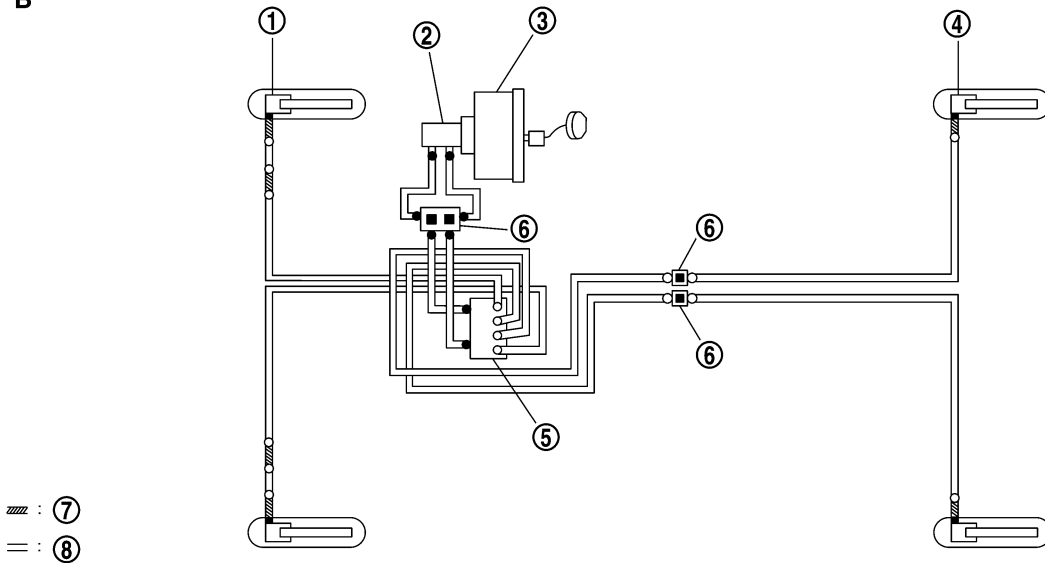 B
①
②
③
④
⑥
⑥
⑥
⑤
▨ : ⑦
= : ⑧